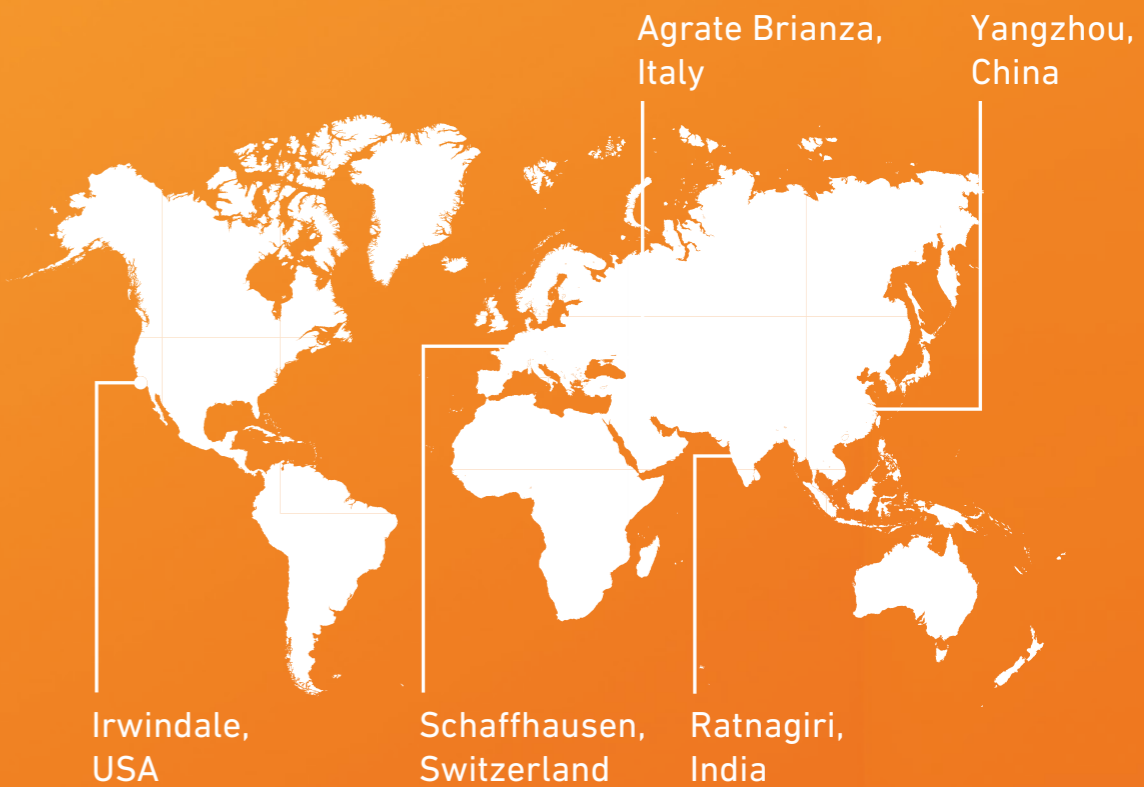 Agrate Brianza,
Italy
Yangzhou,
China
Irwindale,
USA
Schaffhausen,
Switzerland
Ratnagiri,
India